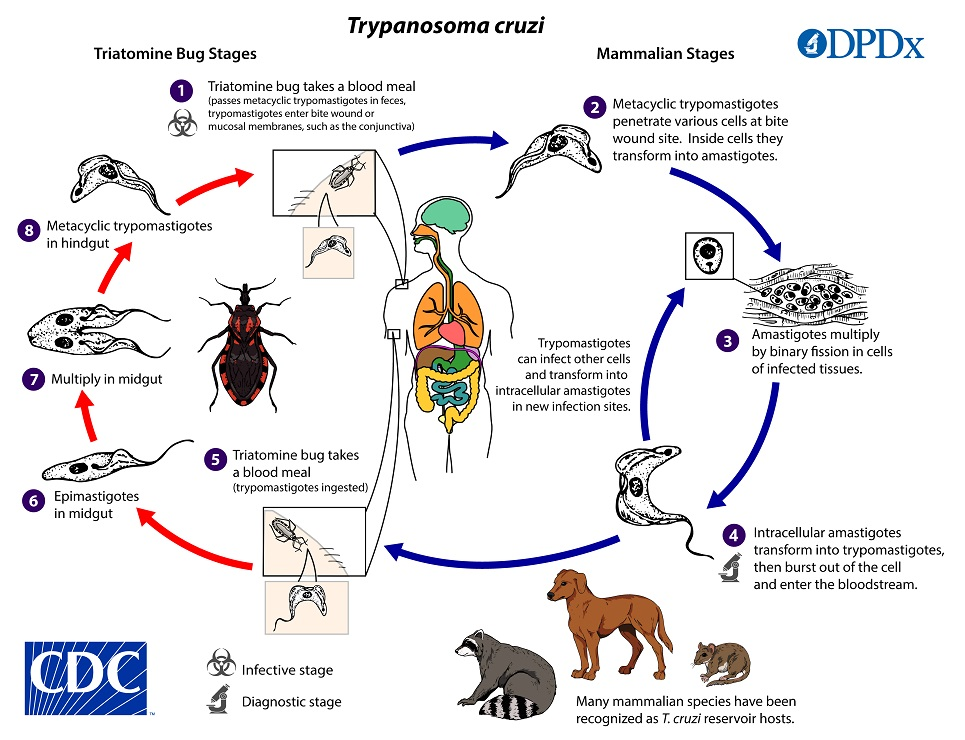 Trypanosoma cruzi
DPDx
Triatomine Bug Stages
Mammalian Stages
1
Triatomine bug takes a blood meal
(passes metacyclic trypomastigotes in feces,
trypomastigotes enter bite wound or
mucosal membranes, such as the conjunctiva)
2
Metacyclic trypomastigotes
penetrate various cells at bite
wound site. Inside cells they
transform into amastigotes.
3
Amastigotes multiply
by binary fission in cells
of infected tissues.
Trypomastigotes
can infect other cells
and transform into
intracellular amastigotes
in new infection sites.
4
Intracellular amastigotes
transform into trypomastigotes,
then burst out of the cell
and enter the bloodstream.
5
Triatomine bug takes
a blood meal
(trypomastigotes ingested)
6
Epimastigotes
in midgut
7
Multiply in midgut
8
Metacyclic trypomastigotes
in hindgut
CDC
TM
Infective stage
Diagnostic stage
Many mammalian species have been
recognized as T. cruzi reservoir hosts.